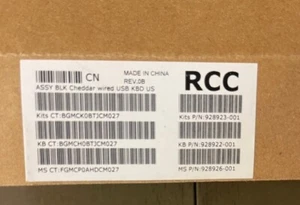 CN
MADE IN CHINA
REV.0B
RCC
ASSY BLK Cheddar wired USB KBD US
Kits CT:BGMCK0BTJCM027
Kits P/N:928923-001
KB CT:BGMCH0BTJCM027
KB P/N:928922-001
MS CT:FGMCP0AHDCM027
MS P/N:928926-001